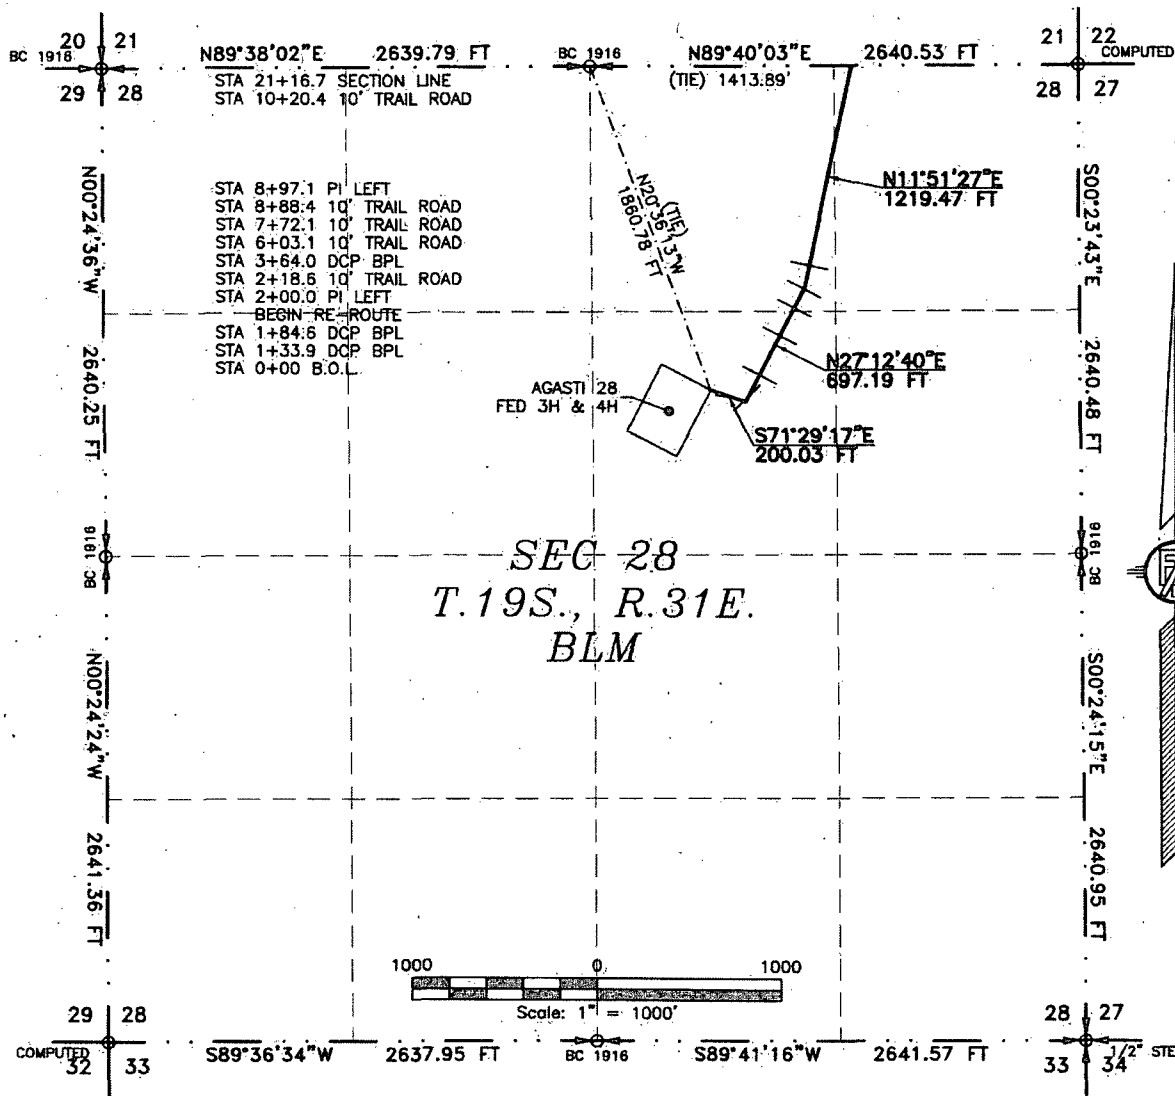 20 21
BC 1916
29 28
N89°38'02"E 2639.79 FT
BC 1916
N89°40'03"E 2640.53 FT
(TIE) 1413.89'
21 22
COMPUTED
28 27
STA 21+16.7 SECTION LINE
STA 10+20.4 10' TRAIL ROAD
STA 8+97.1 PI LEFT
STA 8+88.4 10' TRAIL ROAD
STA 7+72.1 10' TRAIL ROAD
STA 6+03.1 10' TRAIL ROAD
STA 3+64.0 DCP BPL
STA 2+18.6 10' TRAIL ROAD
STA 2+00.0 PI LEFT
BEGIN RE-ROUTE
STA 1+84.6 DCP BPL
STA 1+33.9 DCP BPL
STA 0+00 B.O.L.
N00°24'36"W 2640.25 FT
(TIE)
N20°36'13"W
1860.78 FT
N11°51'27"E
1219.47 FT
S00°23'43"E 2640.48 FT
N27°12'40"E
697.19 FT
AGASTI 28
FED 3H & 4H
S71°29'17"E
200.03 FT
BC 1916
BC 1916
SEC 28
T.19S., R.31E.
BLM
N00°24'24"W 2641.36 FT
S00°24'15"E 2640.95 FT
1000 0 1000
Scale: 1" = 1000'
29 28
COMPUTED
32 33
S89°36'34"W 2637.95 FT
BC 1916
S89°41'16"W 2641.57 FT
28 27
33 34
1/2" STE